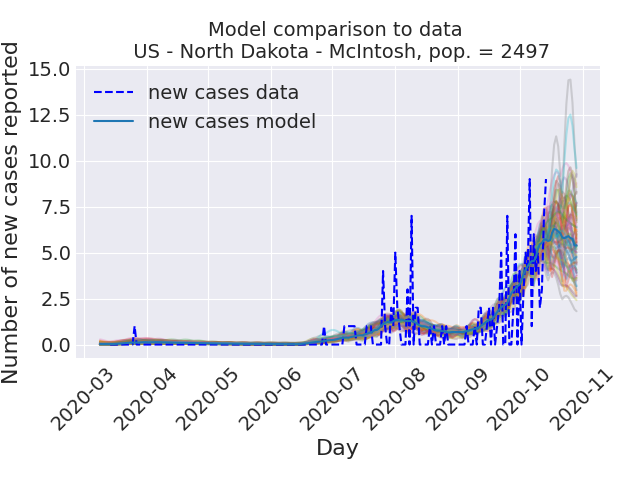 Model comparison to data
US - North Dakota - McIntosh, pop. = 2497
Number of new cases reported
15.0
12.5
10.0
7.5
5.0
2.5
0.0
new cases data
new cases model
2020-03
2020-04
2020-05
2020-06
2020-07
2020-08
2020-09
2020-10
2020-11
Day